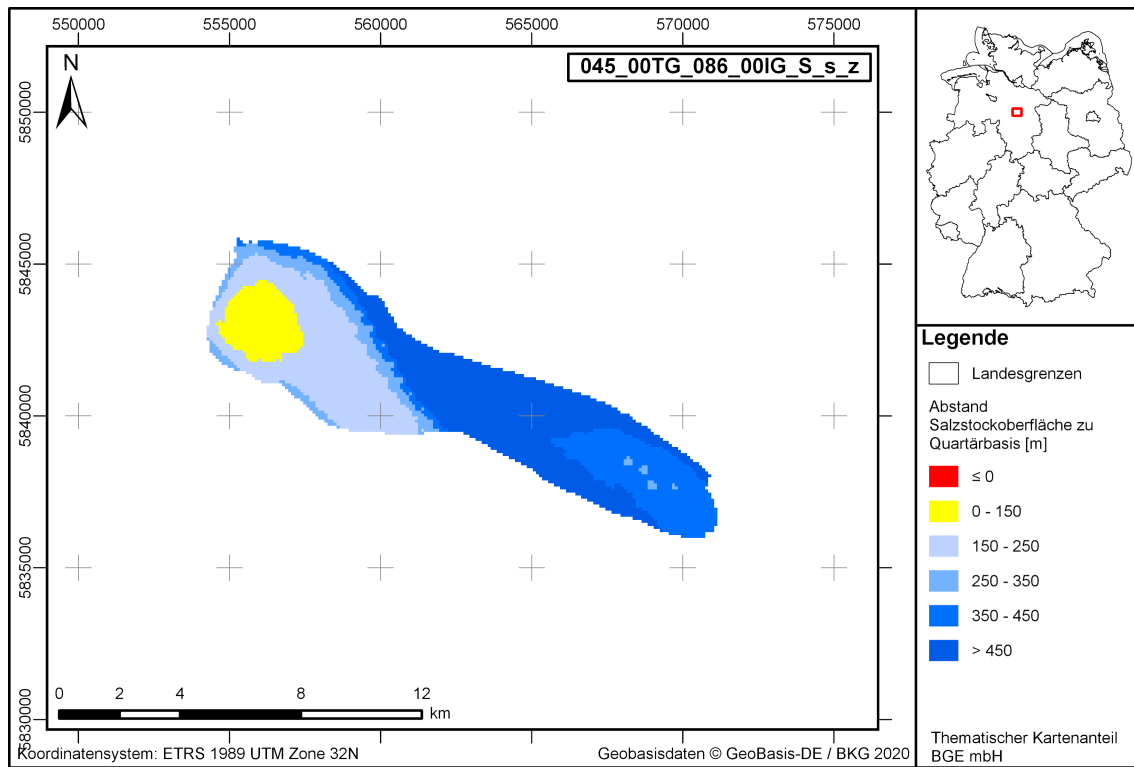 550000 555000 560000 565000 570000 575000
045_00TG_086_00IG_S_s_z
N
5850000
5845000
5840000
5835000
5830000
0 2 4 8 12
km
Koordinatensystem: ETRS 1989 UTM Zone 32N
Geobasisdaten © GeoBasis-DE / BKG 2020
Legende
Landesgrenzen
Abstand
Salzstockoberfläche zu
Quartärbasis [m]
≤ 0
0 - 150
150 - 250
250 - 350
350 - 450
> 450
Thematischer Kartenanteil
BGE mbH